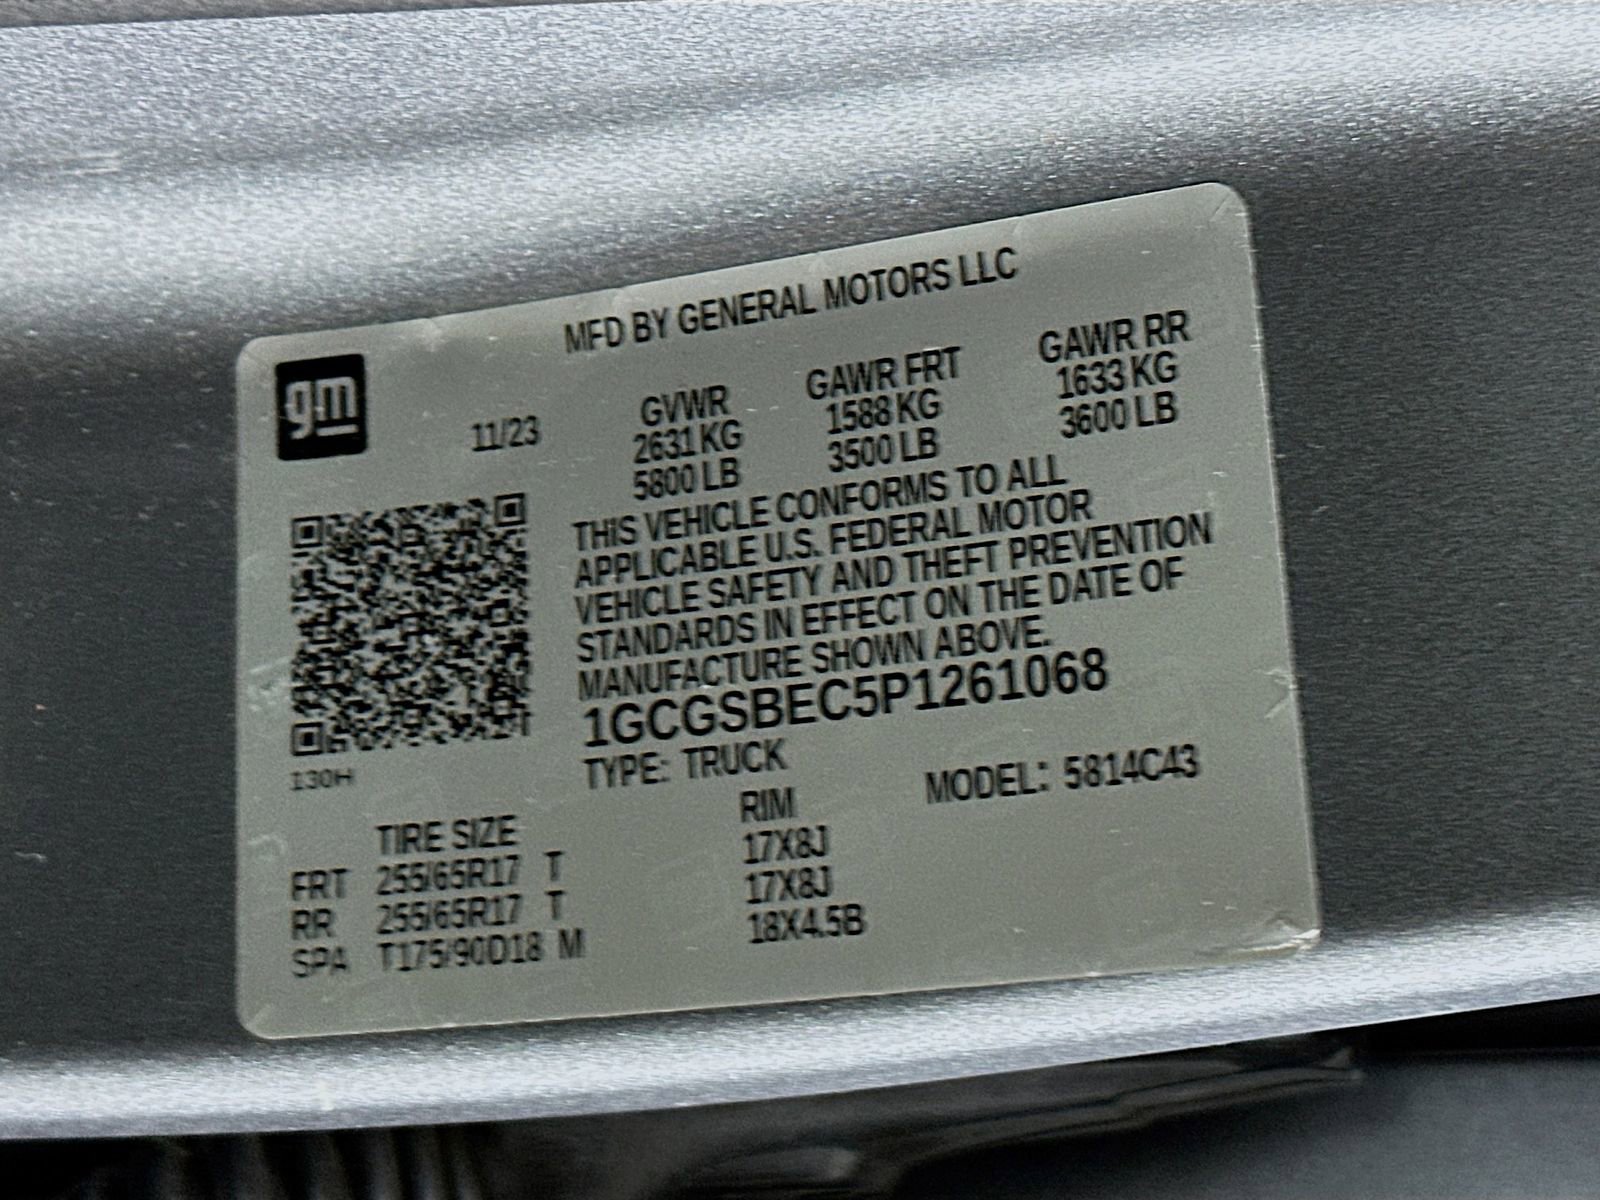 MFD BY GENERAL MOTORS LLC
gm
11/23
GVWR GAWR FRT GAWR RR
2631 KG 1588 KG 1633 KG
5800 LB 3500 LB 3600 LB
THIS VEHICLE CONFORMS TO ALL
APPLICABLE U.S. FEDERAL MOTOR
VEHICLE SAFETY AND THEFT PREVENTION
STANDARDS IN EFFECT ON THE DATE OF
MANUFACTURE SHOWN ABOVE.
1GCGSBEC5P1261068
TYPE: TRUCK MODEL: 5814C43
130H
TIRE SIZE RIM
FRT 255/65R17 T 17X8J
RR 255/65R17 T 17X8J
SPA T175/90D18 M 18X4.5B